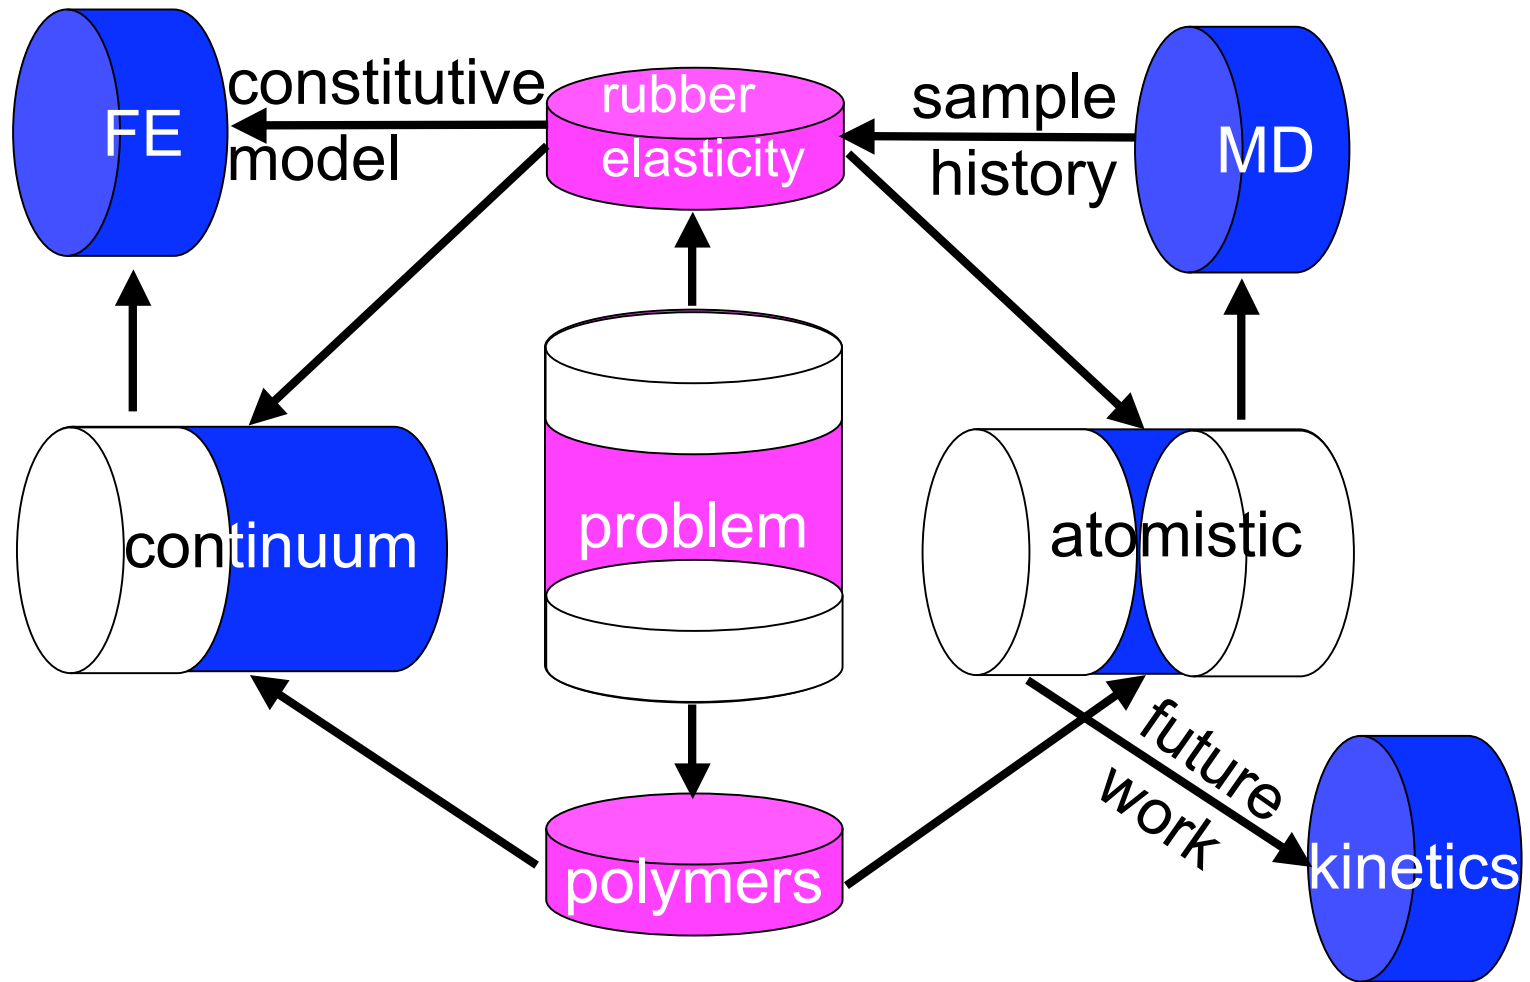 constitutive
model
FE
rubber
elasticity
sample
history
MD
continuum
problem
atomistic
future
work
polymers
kinetics